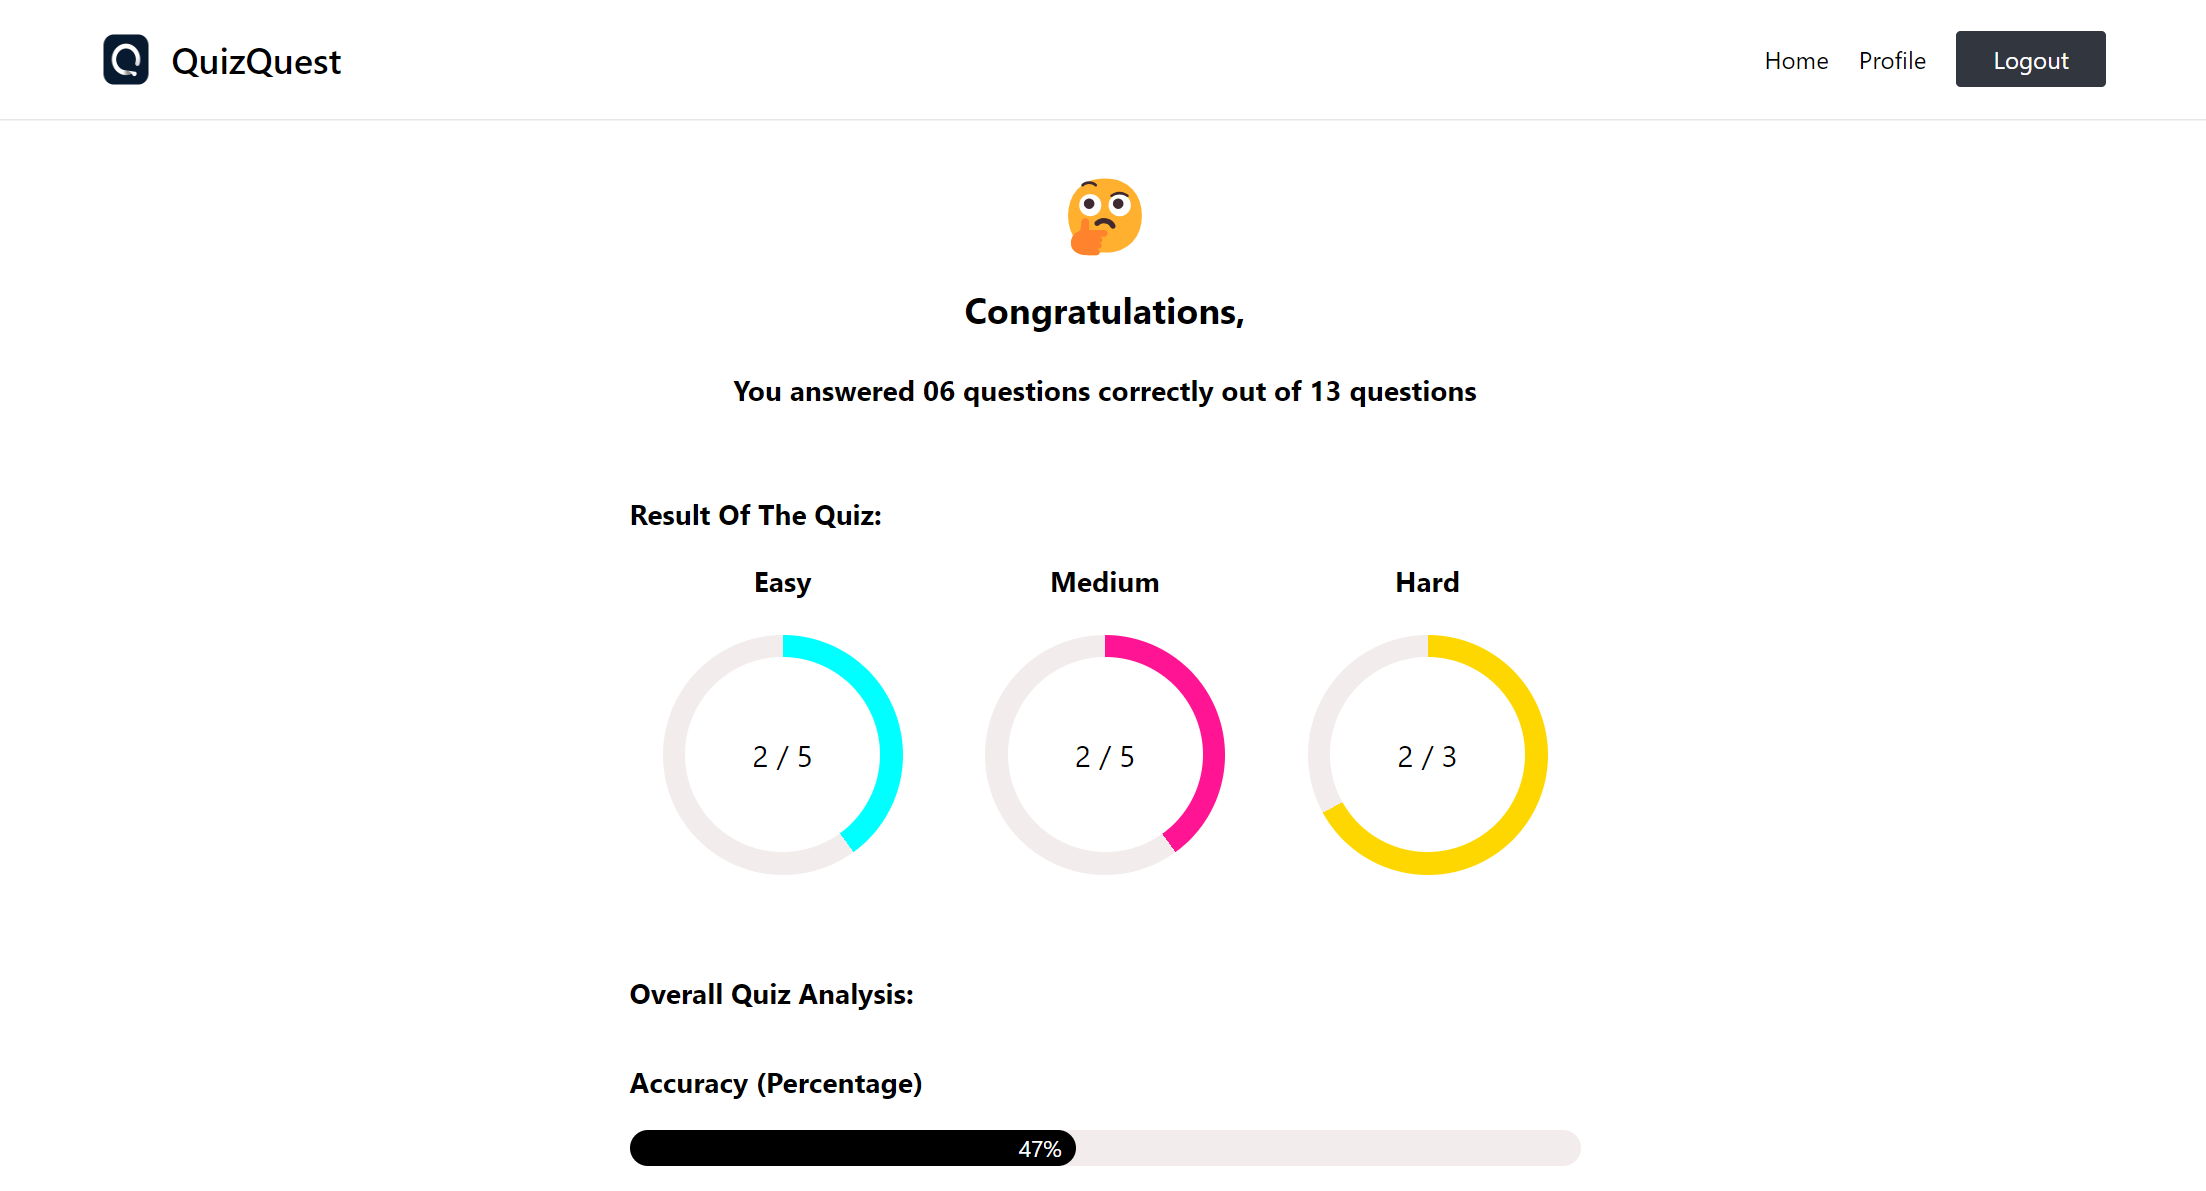 QuizQuest
Home Profile Logout
Congratulations,
You answered 06 questions correctly out of 13 questions
Result Of The Quiz:
Easy Medium Hard
2 / 5 2 / 5 2 / 3
Overall Quiz Analysis:
Accuracy (Percentage)
47%